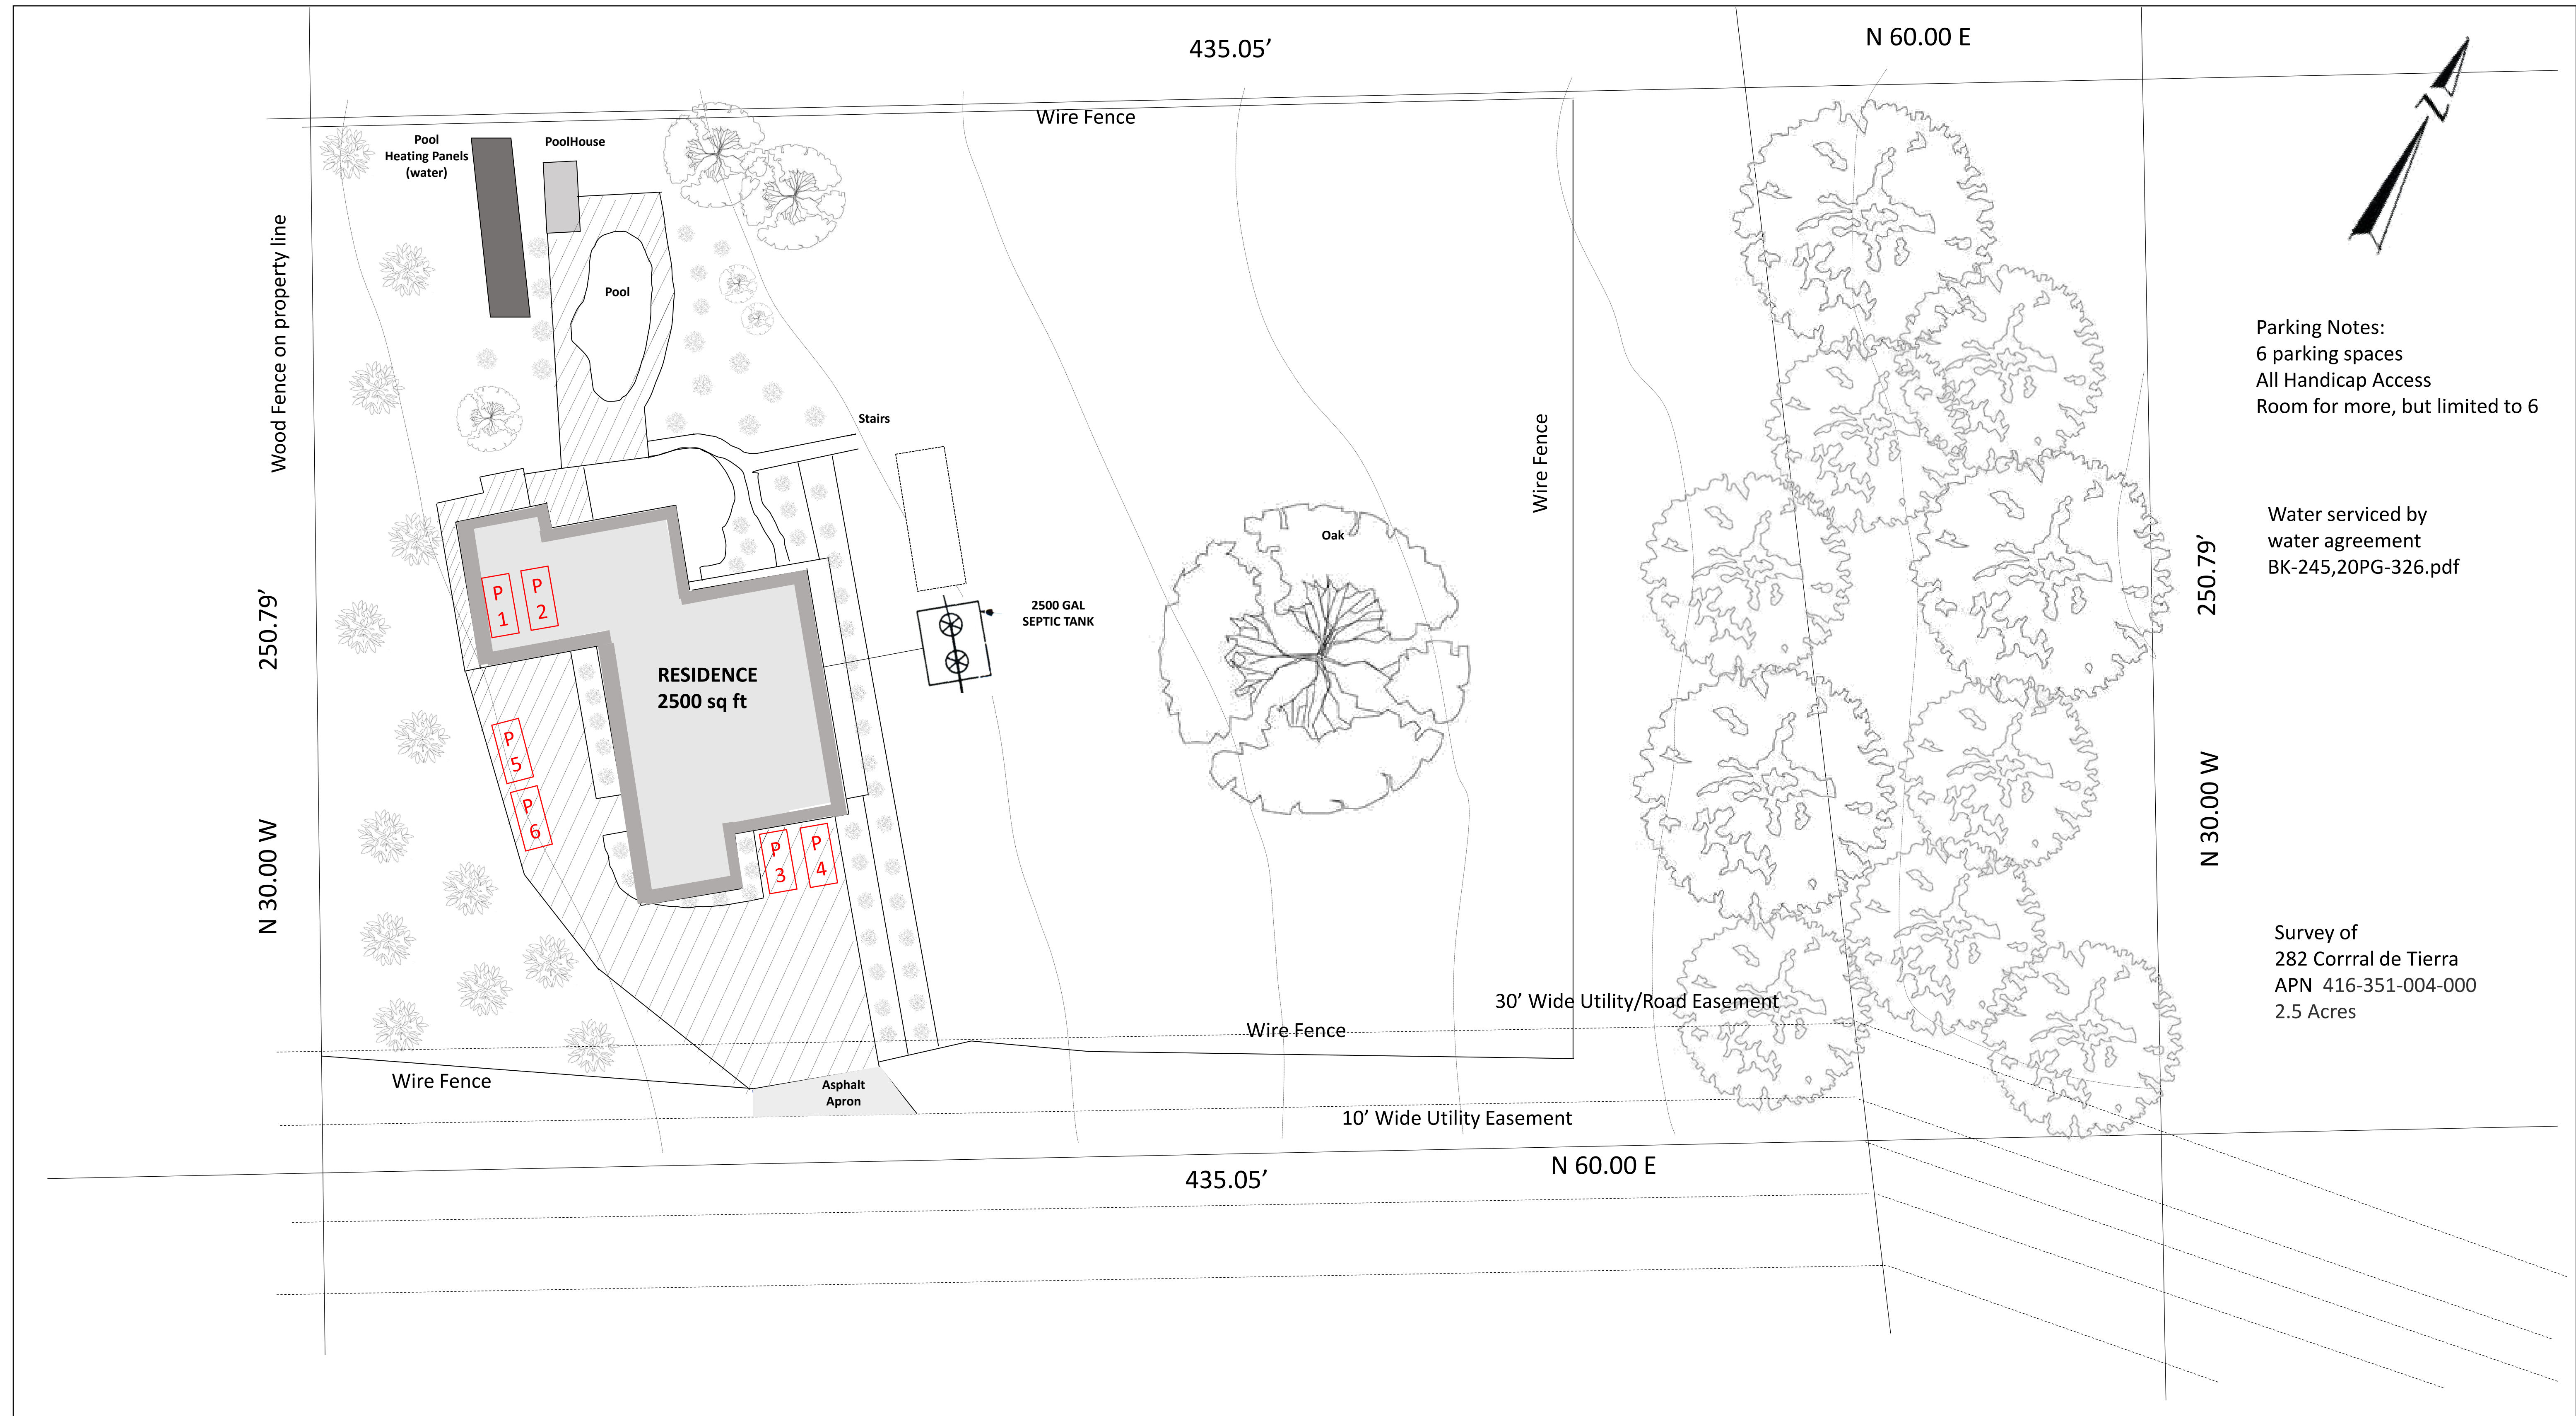 435.05’
N 60.00 E
Wire Fence
N
Pool
Heating Panels
(water)
PoolHouse
Wood Fence on property line
Pool
Parking Notes:
6 parking spaces
All Handicap Access
Room for more, but limited to 6
Stairs
Wire Fence
Oak
Water serviced by
water agreement
BK-245,20PG-326.pdf
250.79’
250.79’
P
1
P
2
2500 GAL
SEPTIC TANK
RESIDENCE
2500 sq ft
P
5
P
6
P
3
P
4
N 30.00 W
N 30.00 W
Survey of
282 Corrral de Tierra
APN 416-351-004-000
2.5 Acres
30’ Wide Utility/Road Easement
Wire Fence
Wire Fence
Asphalt
Apron
10’ Wide Utility Easement
N 60.00 E
435.05’